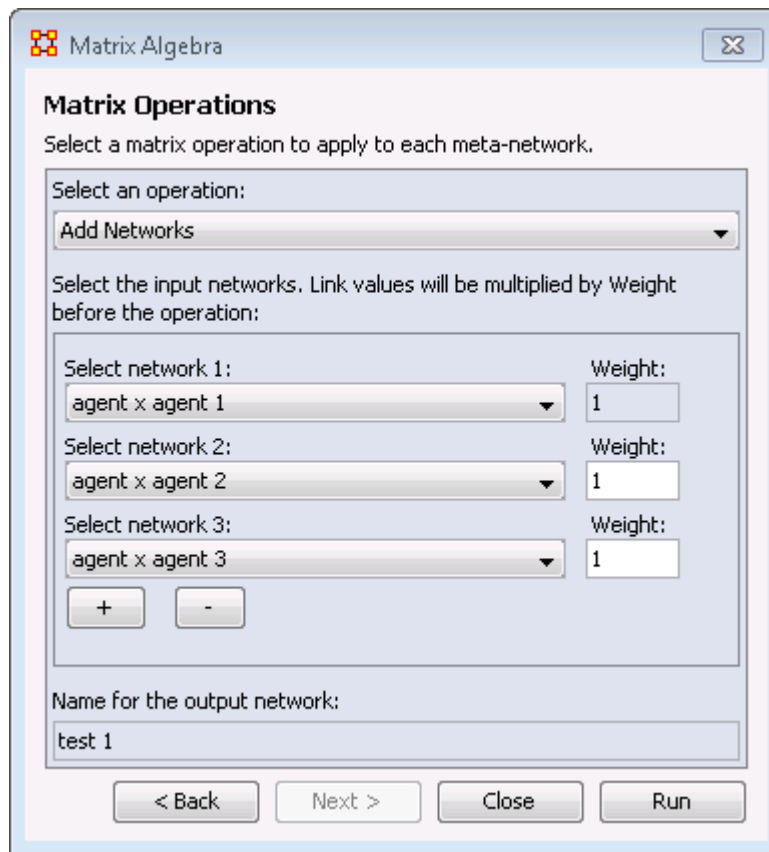 Matrix Algebra
Matrix Operations
Select a matrix operation to apply to each meta-network.
Select an operation:
Add Networks
Select the input networks. Link values will be multiplied by Weight
before the operation:
Select network 1: Weight:
agent x agent 1 1
Select network 2: Weight:
agent x agent 2 1
Select network 3: Weight:
agent x agent 3 1
+ -
Name for the output network:
test 1
< Back Next > Close Run